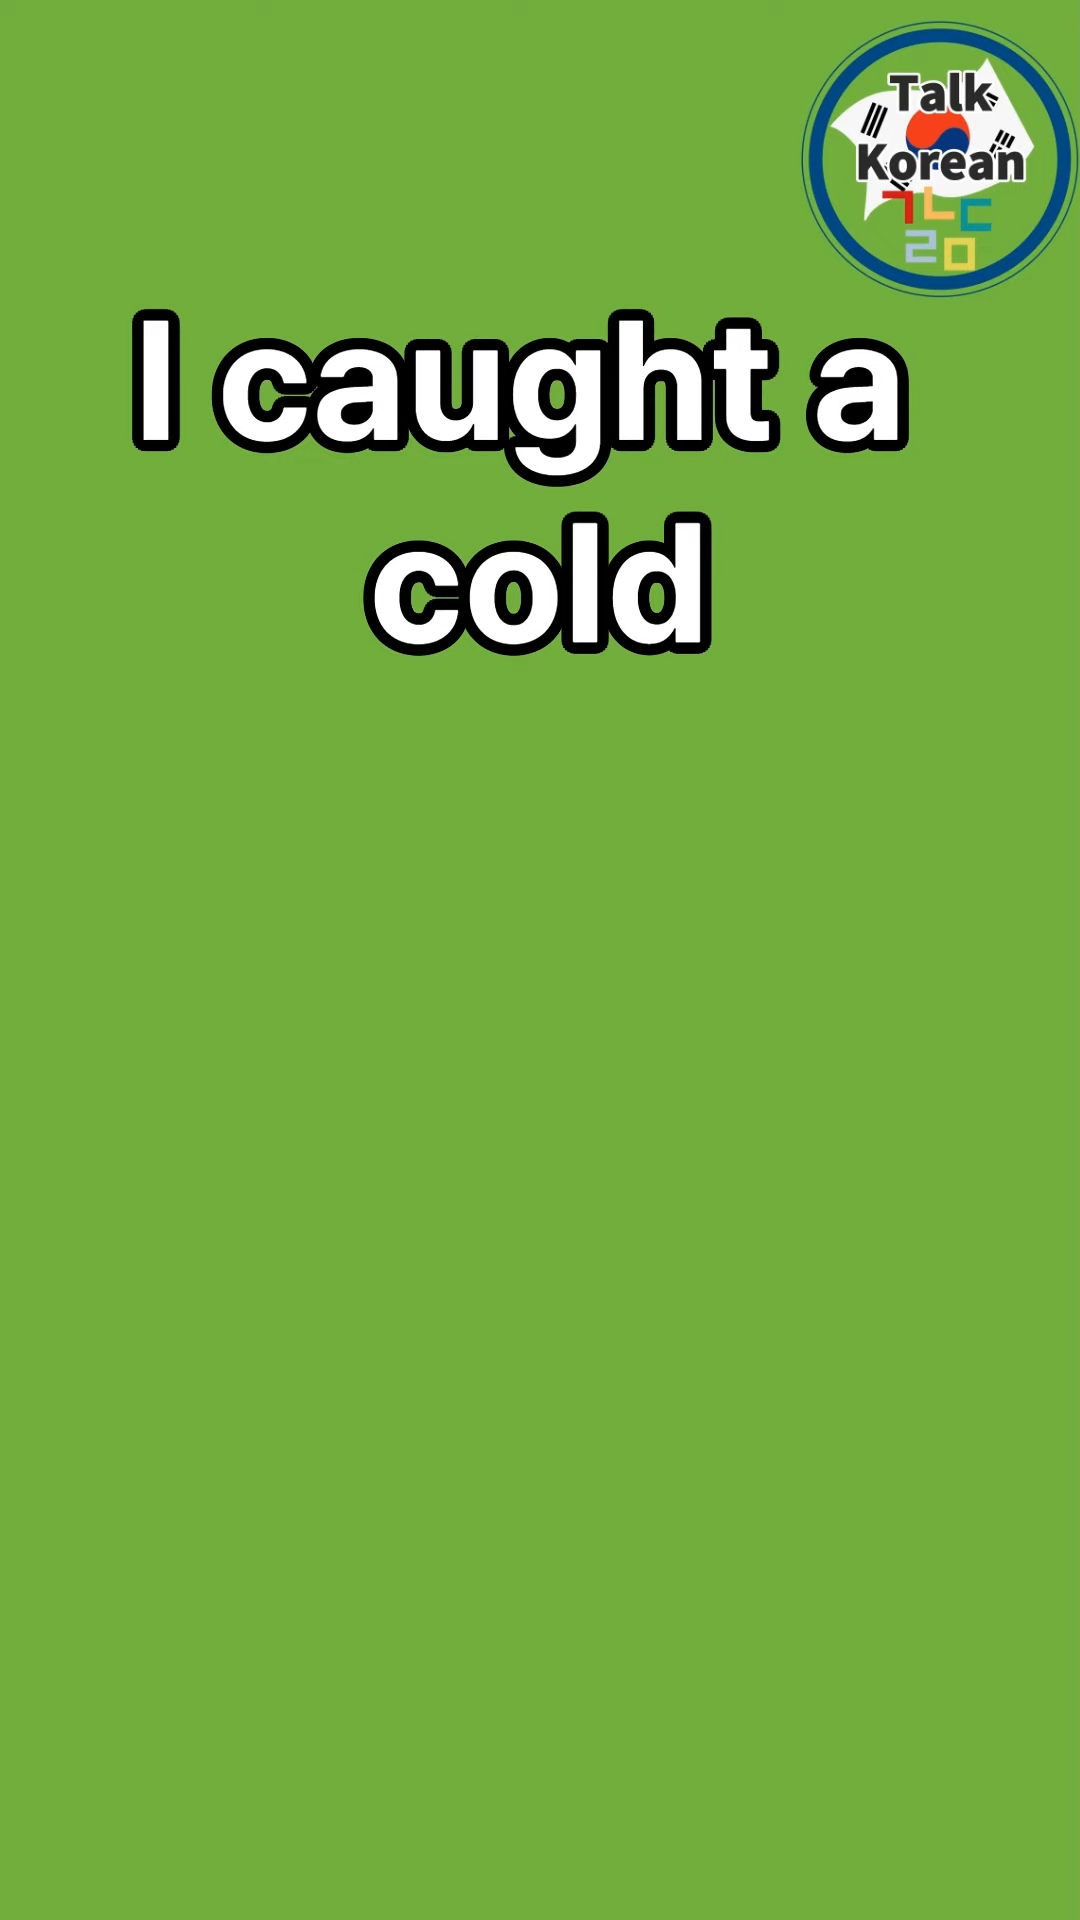 Talk
Korean
ㄱㄴㄷ
ㄹㅁ
I caught a
cold